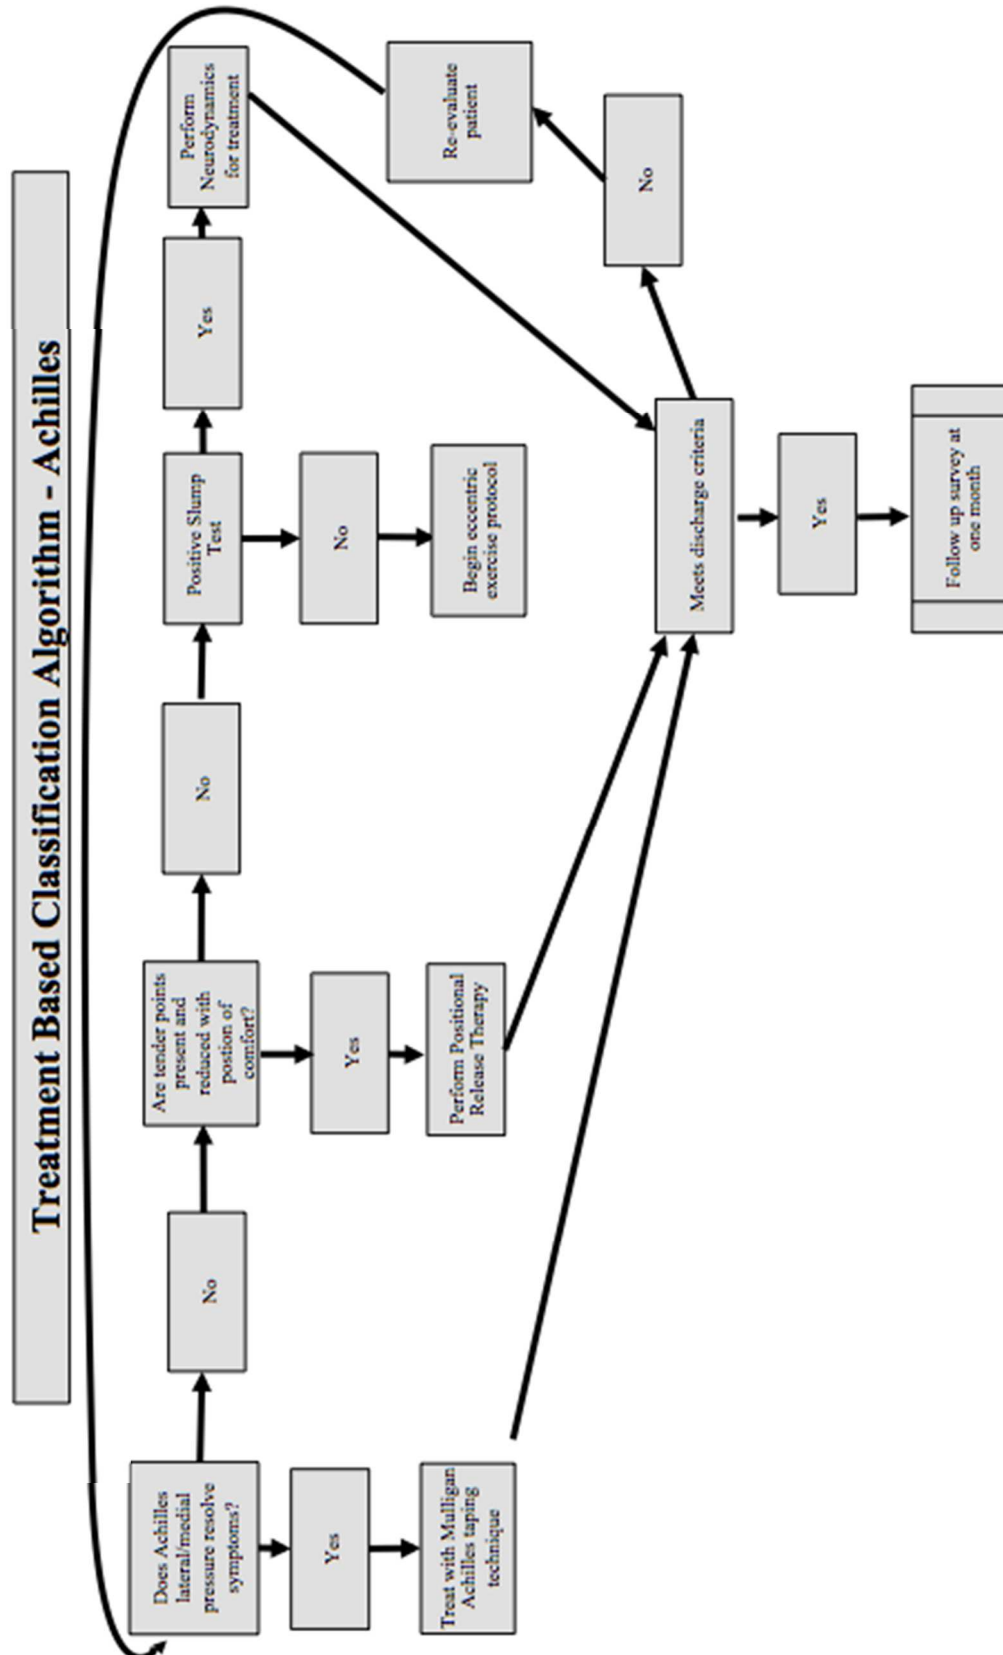 Treatment Based Classification Algorithm - Achilles
Does Achilles
lateral/medial
pressure resolve
symptoms?
No
Are tender points
present and
reduced with
postion of
comfort?
No
Positive Slump
Test
Yes
Perform
Neurodynamics
for treatment
Yes
Yes
No
Treat with Mulligan
Achilles taping
technique
Perform Positional
Release Therapy
Begin eccentric
exercise protocol
Re-evaluate
patient
No
Meets discharge criteria
Yes
Follow up survey at
one month